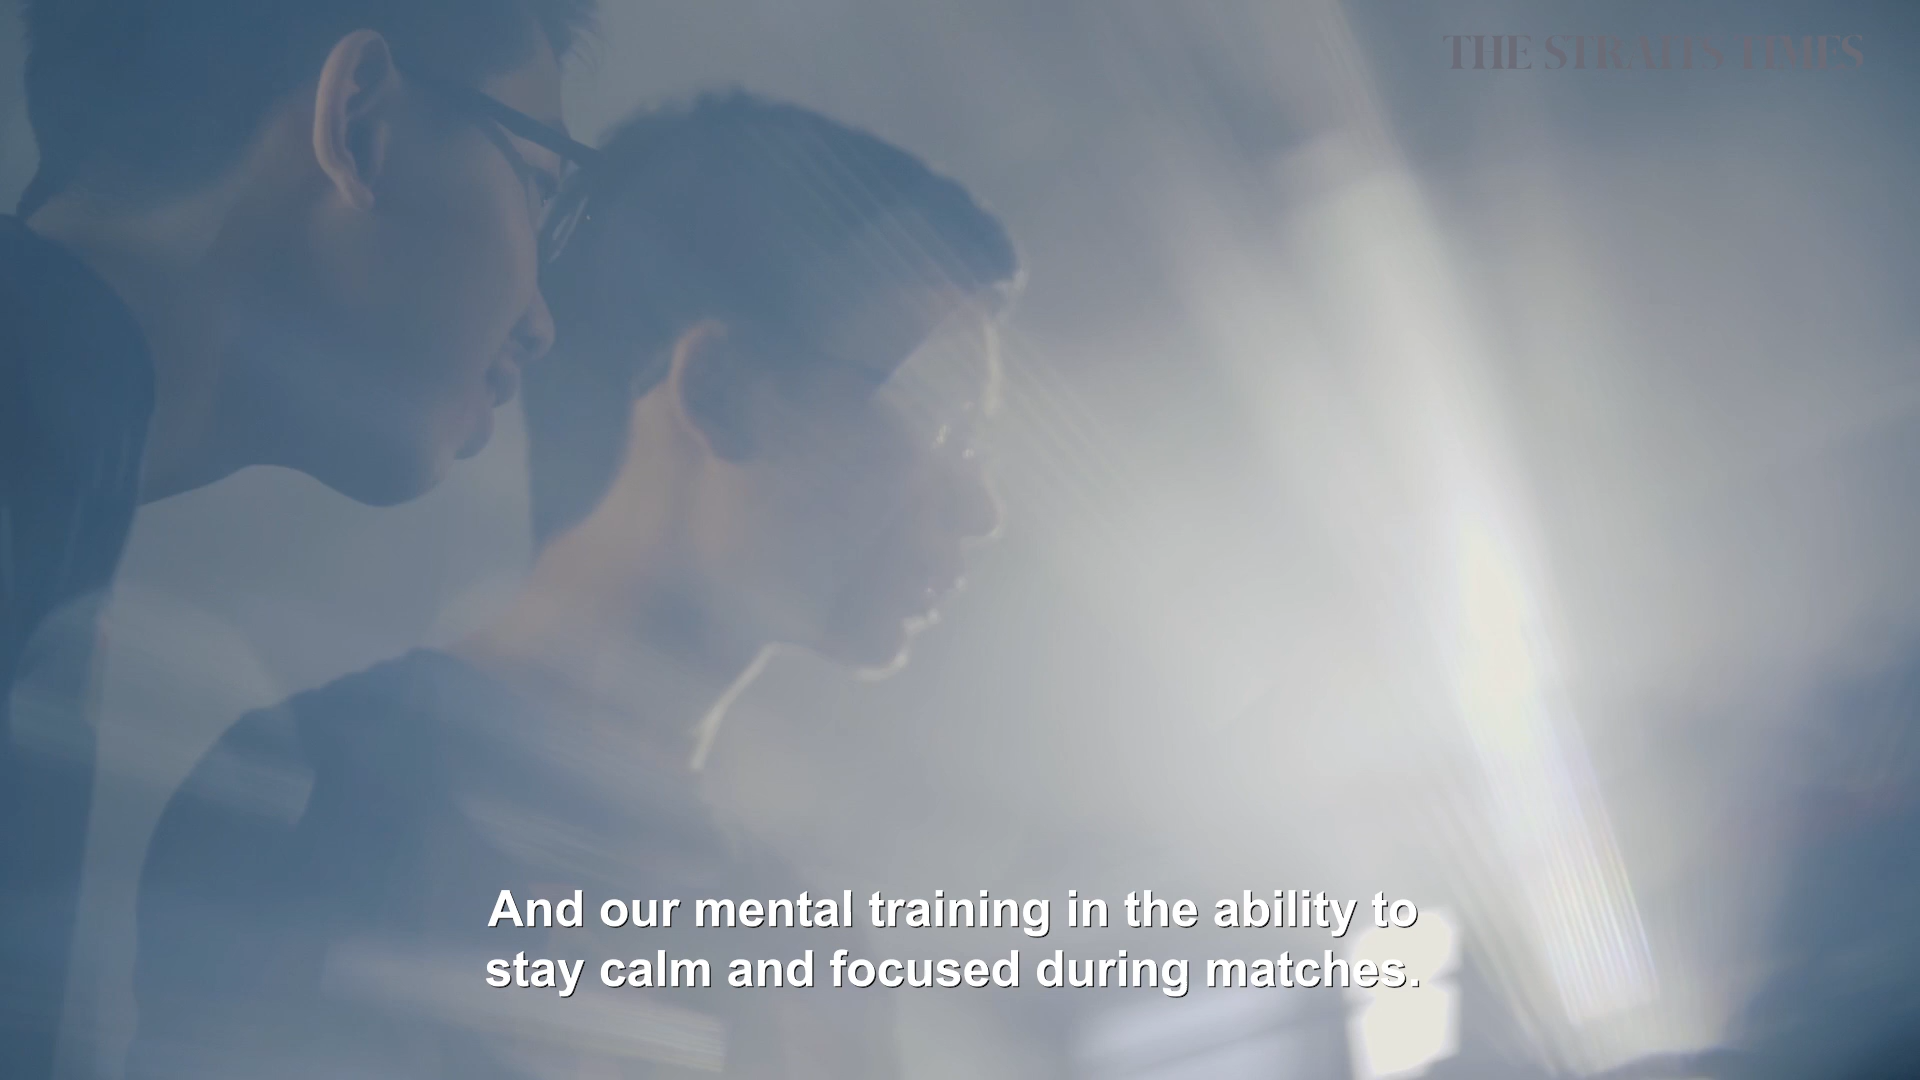 THE STRAITS TIMES
And our mental training in the ability to
stay calm and focused during matches.